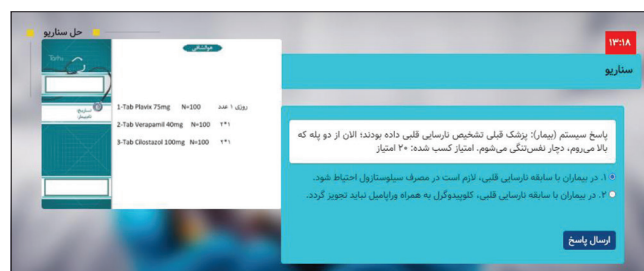 حل سناریو
۱۳:۱۸
سناریو
هوالشافی
1-Tab Plavix 75mg N=100 روزی ۱ عدد
2-Tab Verapamil 40mg N=100 ۲*۱
3-Tab Cilostazol 100mg N=100 ۲*۱
پاسخ سیستم (بیمار): پزشک قبلی تشخیص نارسایی قلبی داده بودند؛ الان از دو پله که
بالا می‌روم، دچار نفس‌تنگی می‌شوم. امتیاز کسب شده: ۲۰ امتیاز
۱. در بیماران با سابقه نارسایی قلبی، لازم است در مصرف سیلوستازول احتیاط شود.
۲. در بیماران با سابقه نارسایی قلبی، کلوپیدوگرل به همراه وراپامیل نباید تجویز گردد.
ارسال پاسخ